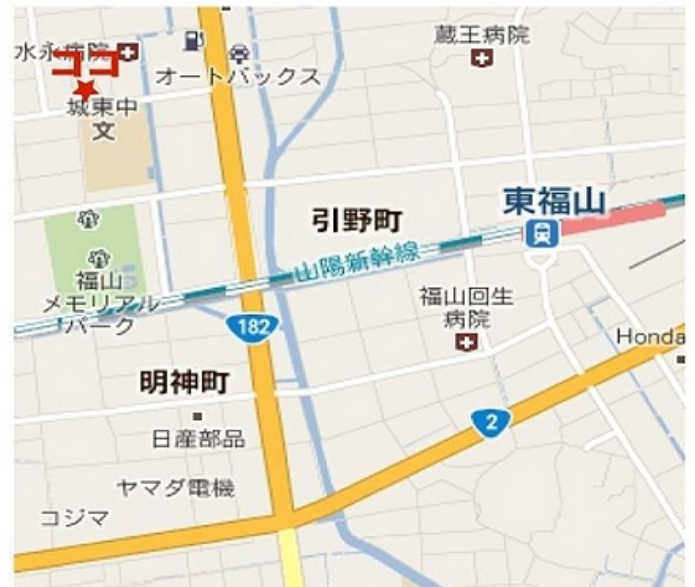 水永病院
ココ
城東中
文
オートバックス
蔵王病院
引野町
東福山
山陽新幹線
福山
メモリアル
パーク
182
福山回生
病院
Honda
明神町
日産部品
2
ヤマダ電機
コジマ